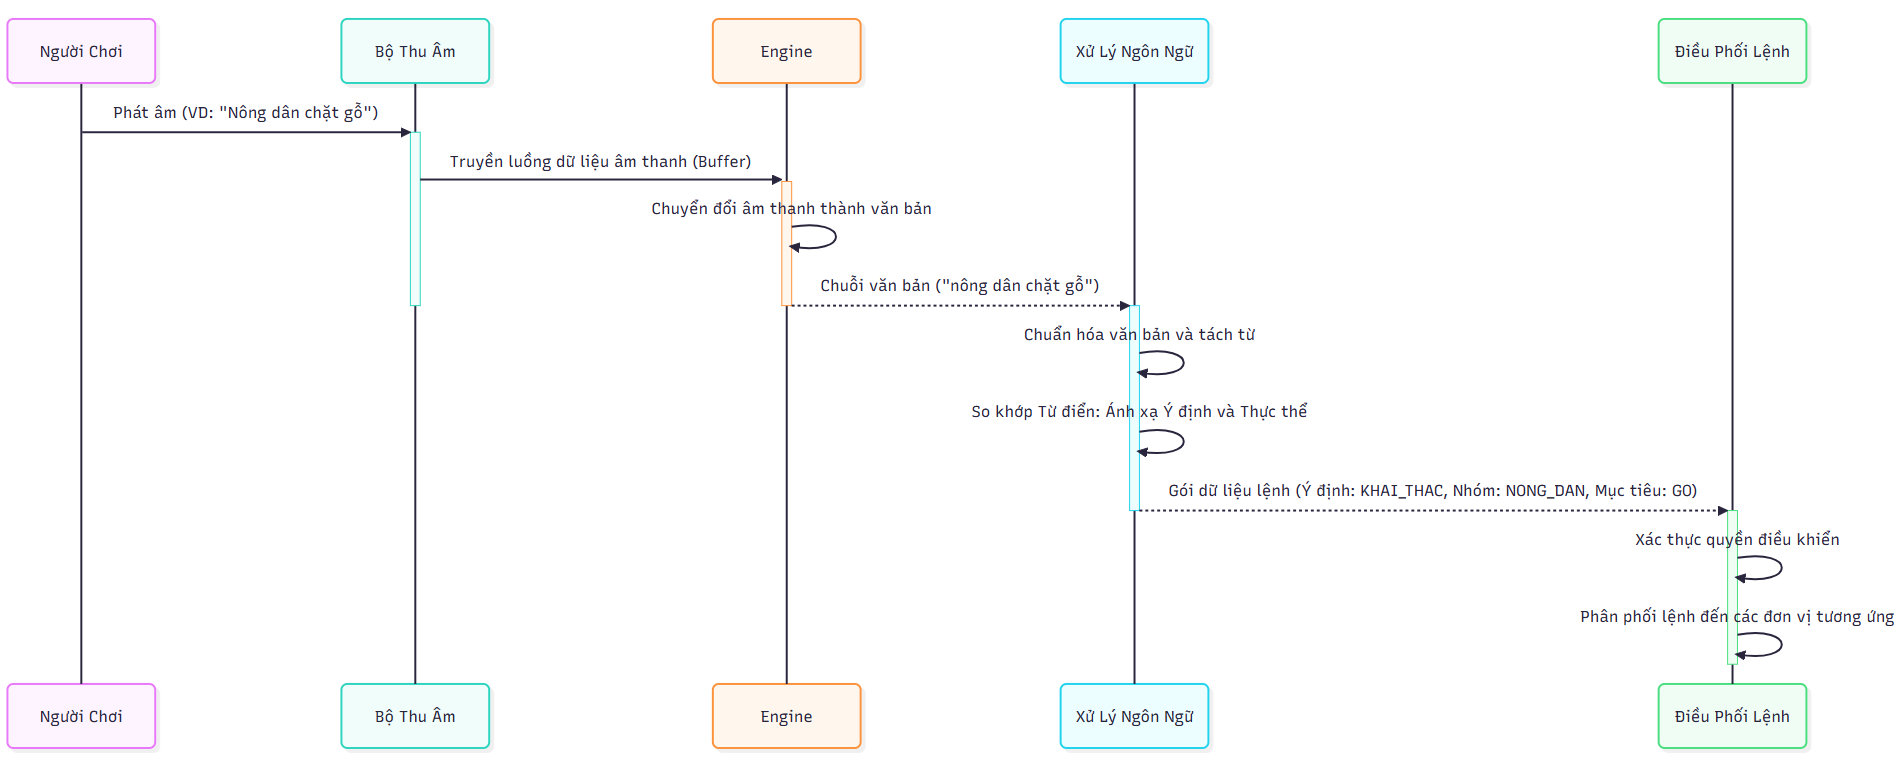 Người Chơi
Bộ Thu Âm
Engine
Xử Lý Ngôn Ngữ
Điều Phối Lệnh
Phát âm (VD: "Nông dân chặt gỗ")
Truyền luồng dữ liệu âm thanh (Buffer)
Chuyển đổi âm thanh thành văn bản
Chuỗi văn bản ("nông dân chặt gỗ")
Chuẩn hóa văn bản và tách từ
So khớp Từ điển: Ánh xạ Ý định và Thực thể
Gói dữ liệu lệnh (Ý định: KHAI_THAC, Nhóm: NONG_DAN, Mục tiêu: GO)
Xác thực quyền điều khiển
Phân phối lệnh đến các đơn vị tương ứng
Người Chơi
Bộ Thu Âm
Engine
Xử Lý Ngôn Ngữ
Điều Phối Lệnh